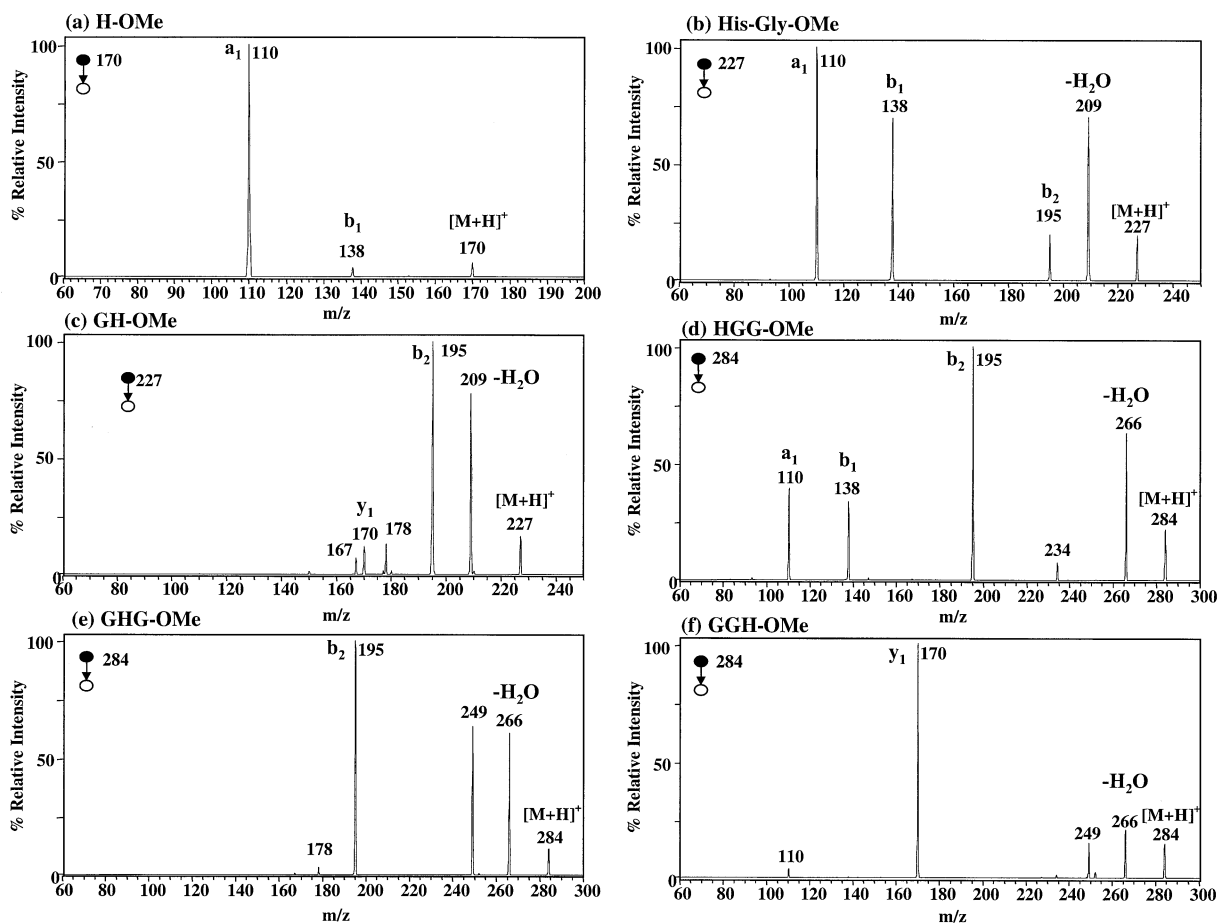 (a) H-OMe
% Relative Intensity
100
50
0
170
a1 110
b1
138
[M+H]+
170
60 70 80 90 100 110 120 130 140 150 160 170 180 190 200
m/z
(b) His-Gly-OMe
% Relative Intensity
100
50
0
227
a1 110
b1
138
b2
195
-H2O
209
[M+H]+
227
60 80 100 120 140 160 180 200 220 240
m/z
(c) GH-OMe
% Relative Intensity
100
50
0
227
167
y1
170
178
b2 195
209 -H2O
[M+H]+
227
60 80 100 120 140 160 180 200 220 240
m/z
(d) HGG-OMe
% Relative Intensity
100
50
0
284
a1
110
b1
138
b2 195
234
-H2O
266
[M+H]+
284
60 80 100 120 140 160 180 200 220 240 260 280 300
m/z
(e) GHG-OMe
% Relative Intensity
100
50
0
284
178
b2 195
249
-H2O
266
[M+H]+
284
60 80 100 120 140 160 180 200 220 240 260 280 300
m/z
(f) GGH-OMe
% Relative Intensity
100
50
0
284
110
y1 170
249
-H2O
266
[M+H]+
284
60 80 100 120 140 160 180 200 220 240 260 280 300
m/z